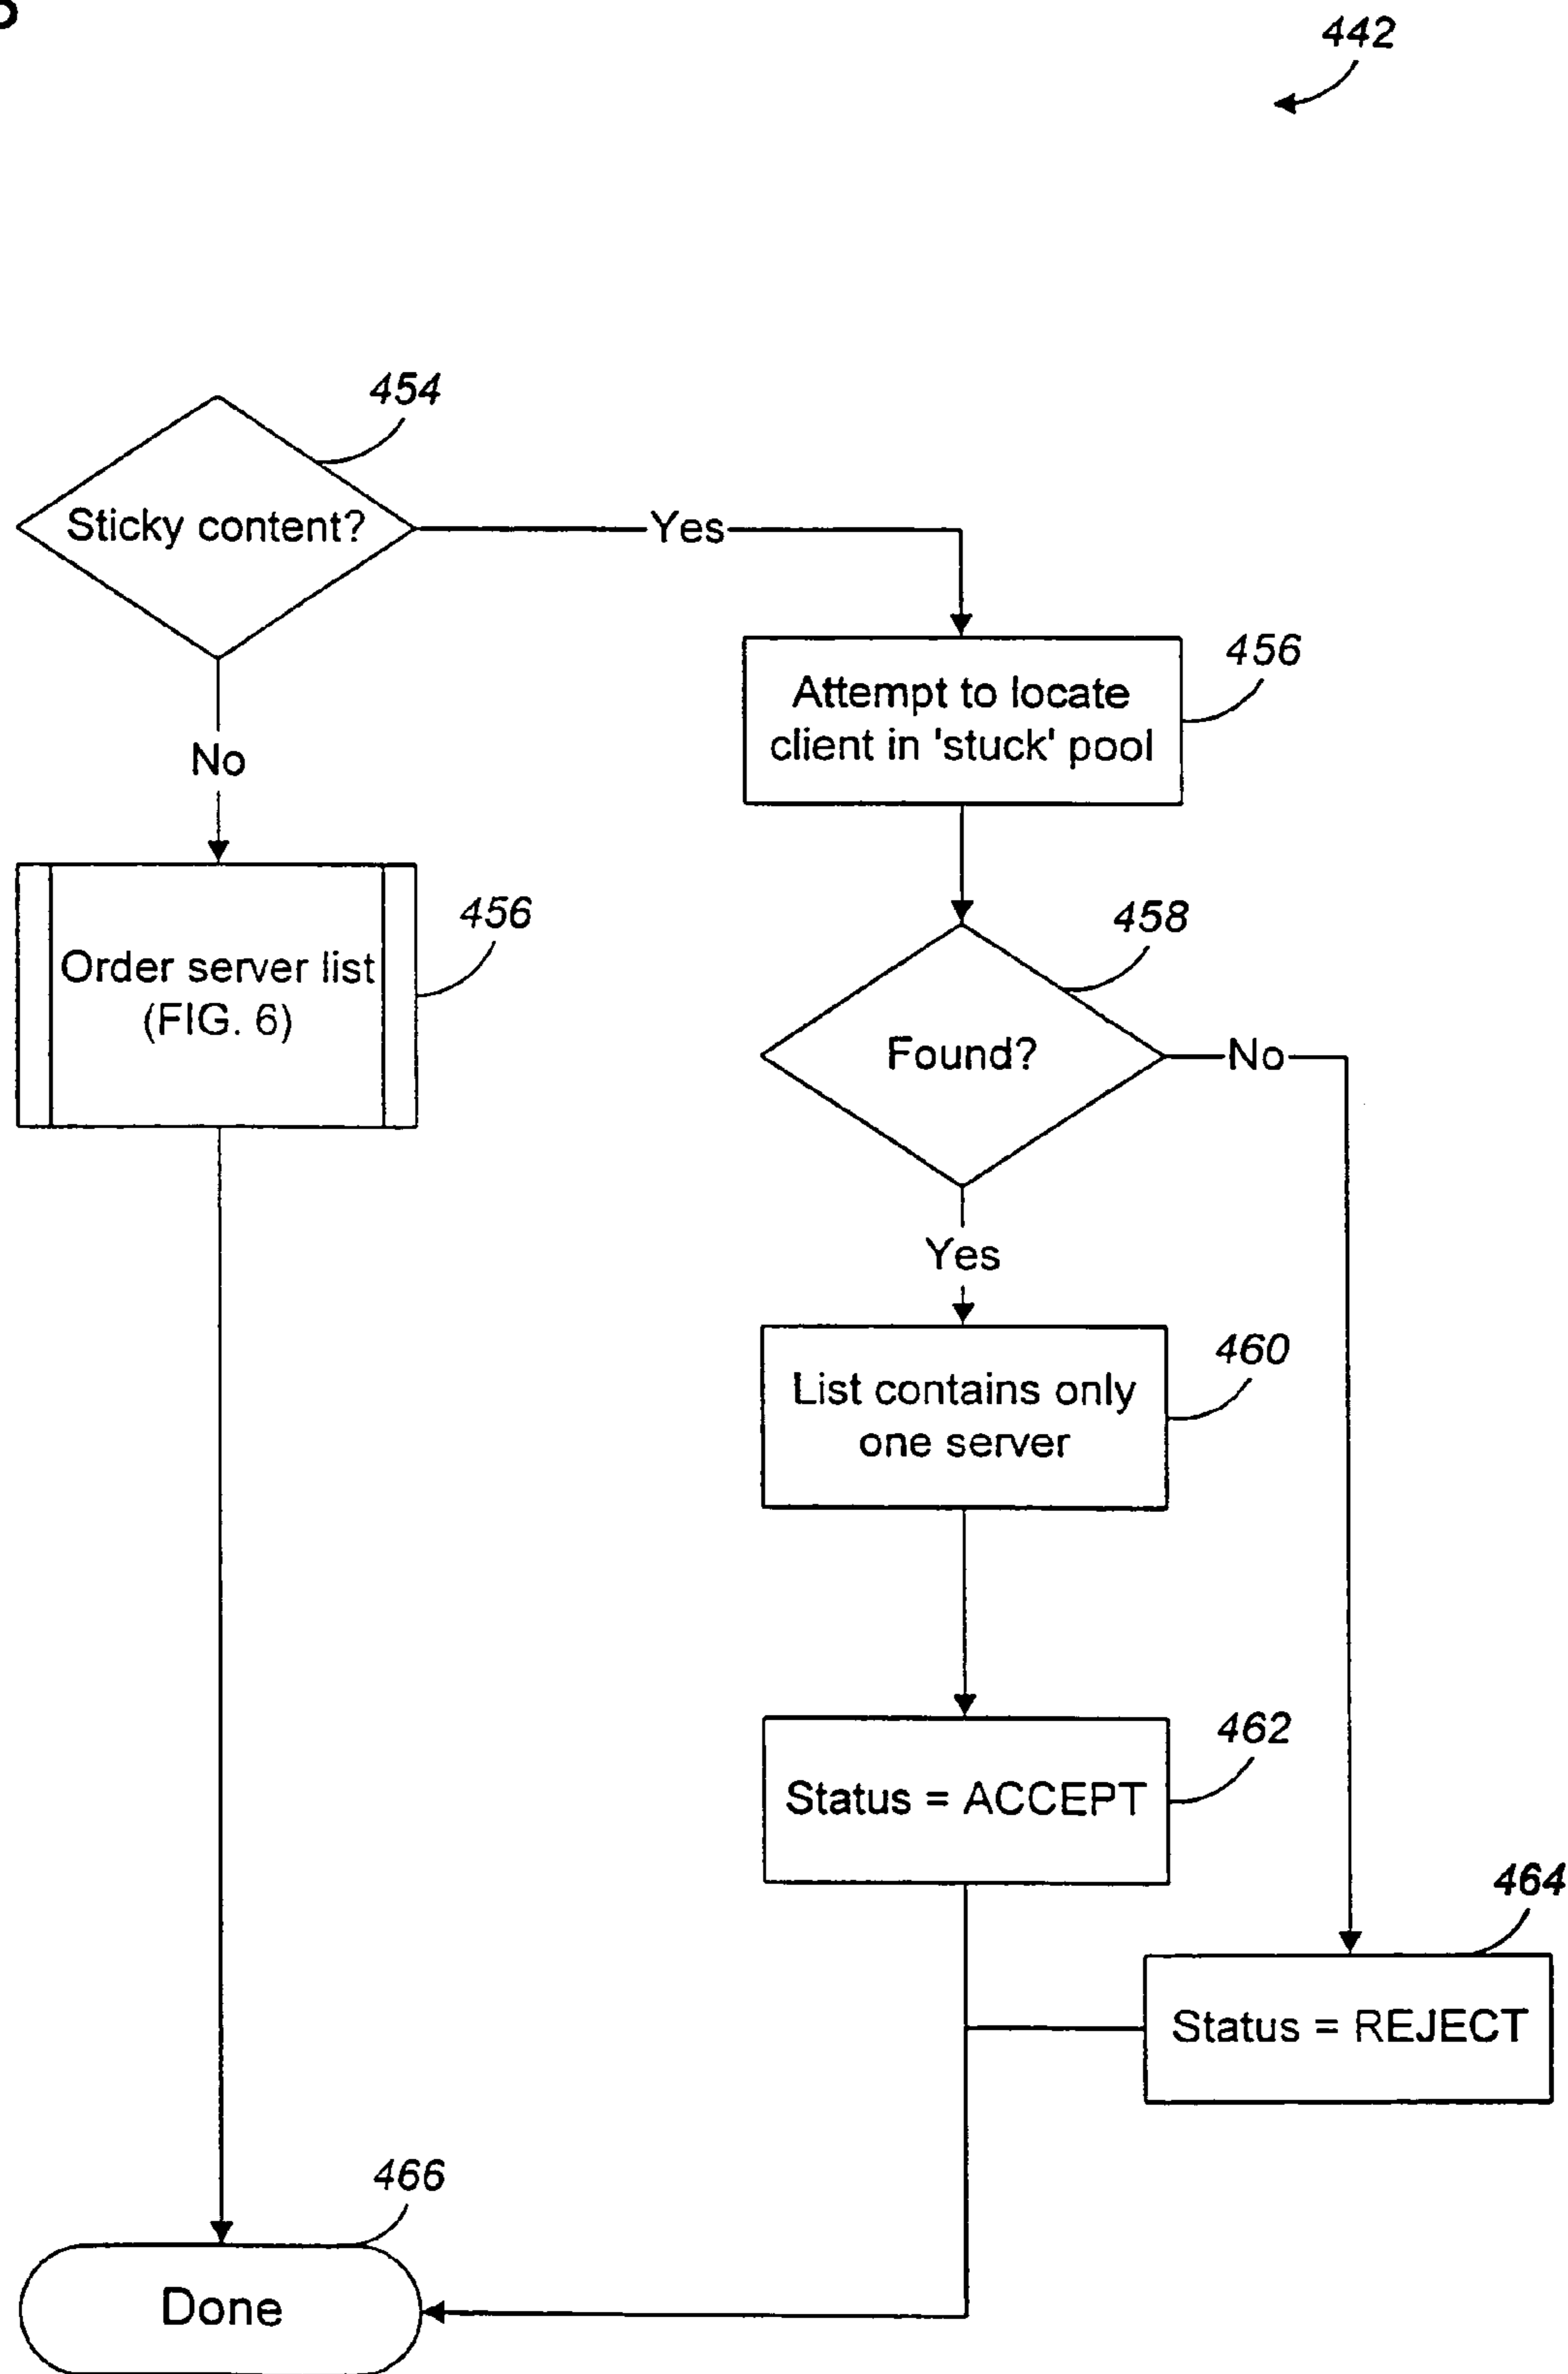 442
454
Sticky content?
Yes
456
Attempt to locate
client in 'stuck' pool
No
456
Order server list
(FIG. 6)
458
Found?
No
Yes
460
List contains only
one server
462
Status = ACCEPT
464
Status = REJECT
466
Done